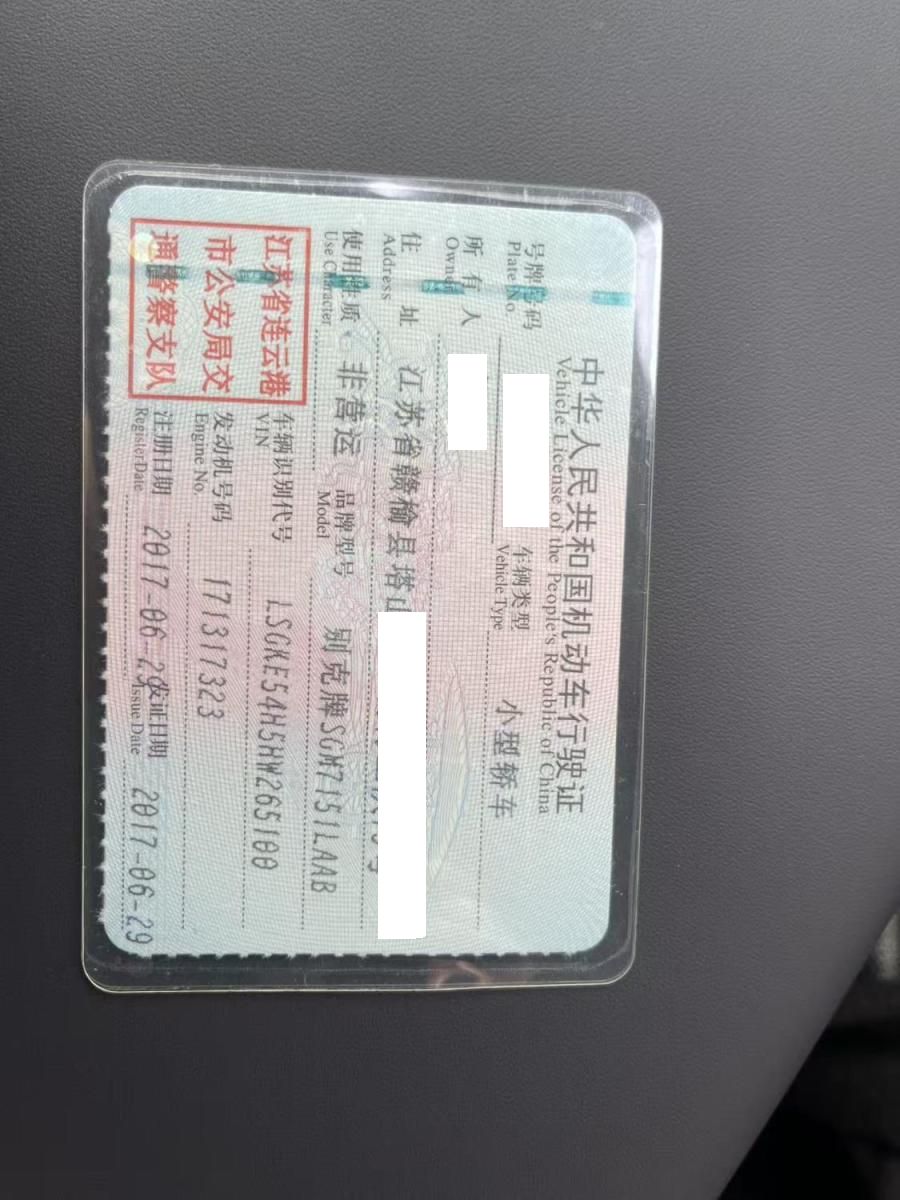 中华人民共和国机动车行驶证
Vehicle License of the People's Republic of China
号牌号码
Plate No.
车辆类型 小型轿车
Vehicle Type
所有人
Owner
住址 江苏省赣榆县塔山
Address
使用性质 非营运 品牌型号 别克牌SGM7151LAAB
Use Character Model
江苏省连云港
市公安局交
通警察支队
车辆识别代号 LSGKE54H5HW265100
VIN
发动机号码 17131723
Engine No.
注册日期 2017-06-29 发证日期 2017-06-29
Register Date Issue Date